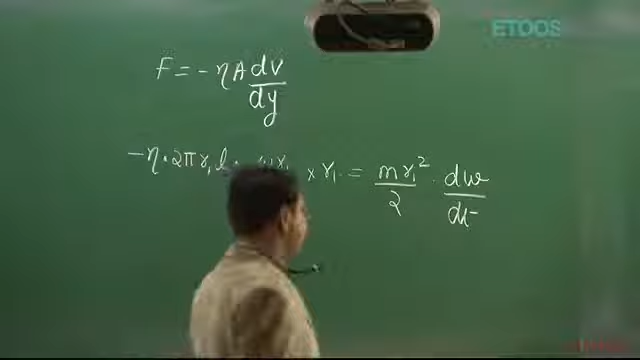 ETOOS
F = -ηA dv/dy
-η · 2πr₁l · ωr₁ × r₁ = mr₁²/2 · dω/dt